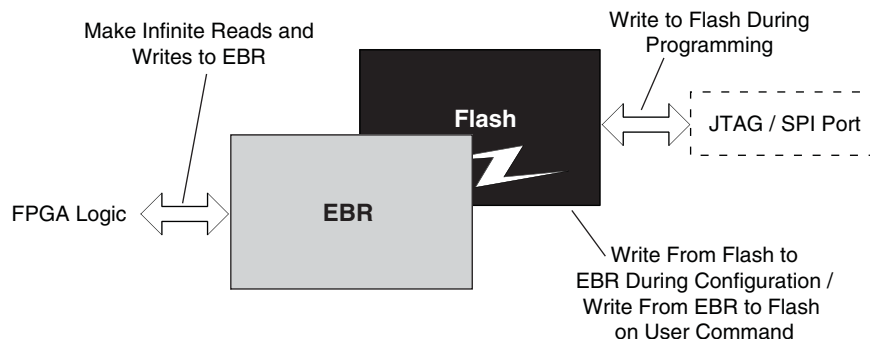 Make Infinite Reads and
Writes to EBR
Write to Flash During
Programming
Flash
JTAG / SPI Port
FPGA Logic
EBR
Write From Flash to
EBR During Configuration /
Write From EBR to Flash
on User Command